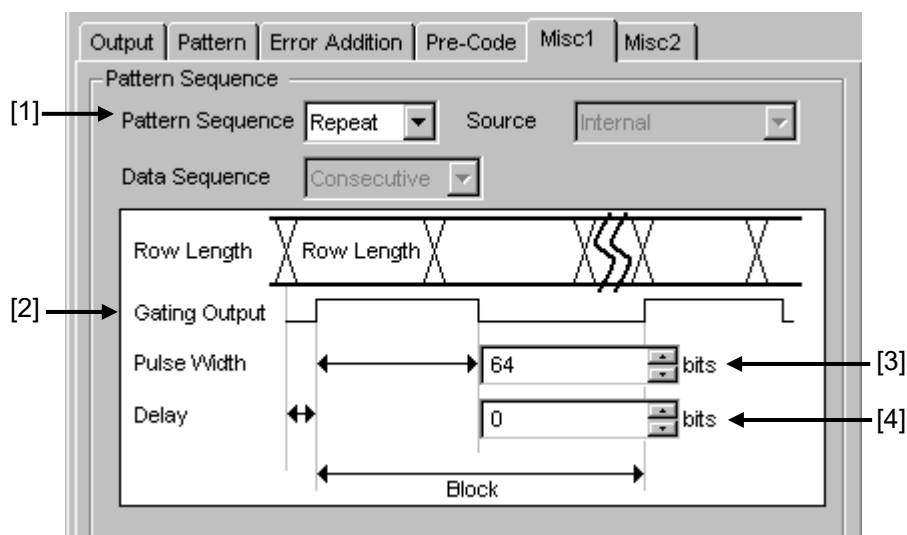 Output Pattern Error Addition Pre-Code Misc1 Misc2
Pattern Sequence
[1] Pattern Sequence Repeat Source Internal
Data Sequence Consecutive
Row Length Row Length
[2] Gating Output
Pulse Width 64 bits [3]
Delay 0 bits [4]
Block